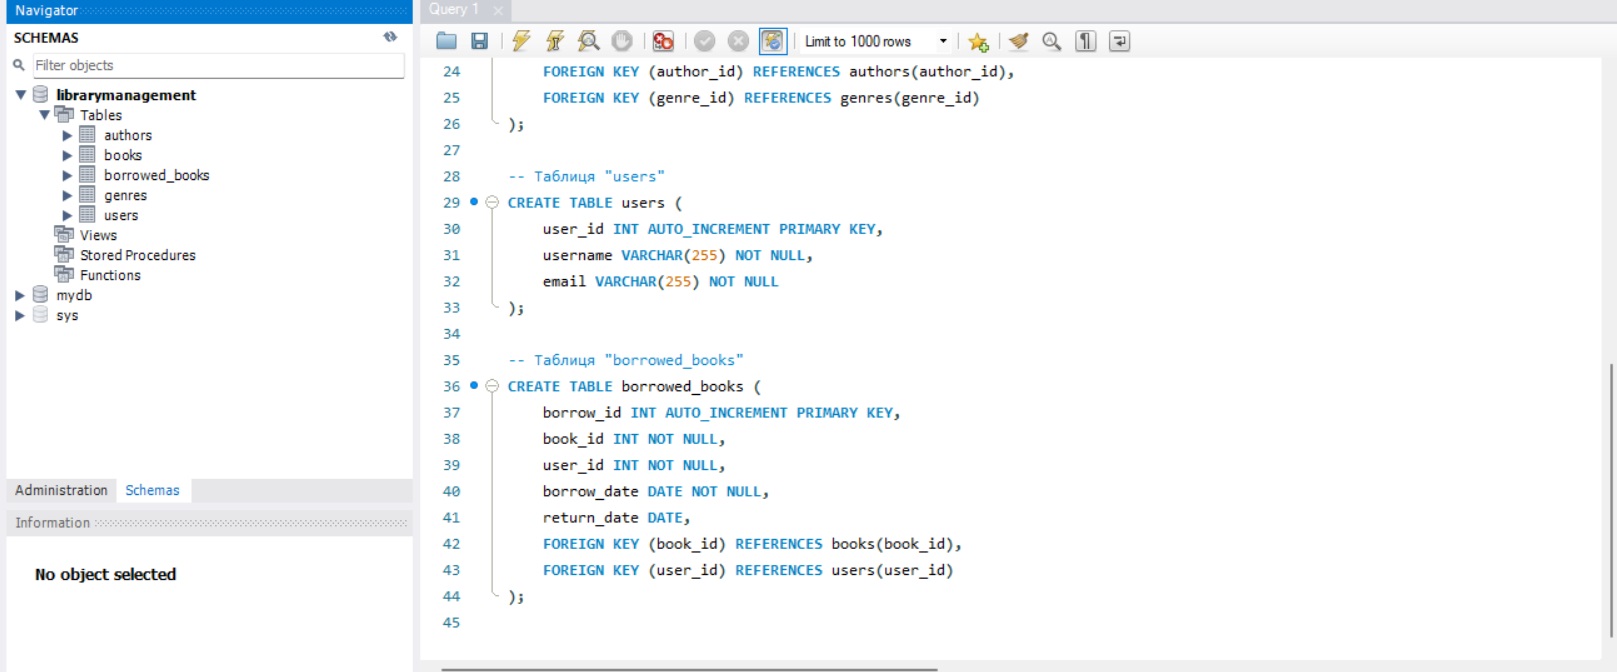 Navigator
SCHEMAS
Filter objects
librarymanagement
Tables
authors
books
borrowed_books
genres
users
Views
Stored Procedures
Functions
mydb
sys
Administration Schemas
Information
No object selected
Query 1
Limit to 1000 rows
24 FOREIGN KEY (author_id) REFERENCES authors(author_id),
25 FOREIGN KEY (genre_id) REFERENCES genres(genre_id)
26 );
27
28 -- Таблиця "users"
29 CREATE TABLE users (
30 user_id INT AUTO_INCREMENT PRIMARY KEY,
31 username VARCHAR(255) NOT NULL,
32 email VARCHAR(255) NOT NULL
33 );
34
35 -- Таблиця "borrowed_books"
36 CREATE TABLE borrowed_books (
37 borrow_id INT AUTO_INCREMENT PRIMARY KEY,
38 book_id INT NOT NULL,
39 user_id INT NOT NULL,
40 borrow_date DATE NOT NULL,
41 return_date DATE,
42 FOREIGN KEY (book_id) REFERENCES books(book_id),
43 FOREIGN KEY (user_id) REFERENCES users(user_id)
44 );
45